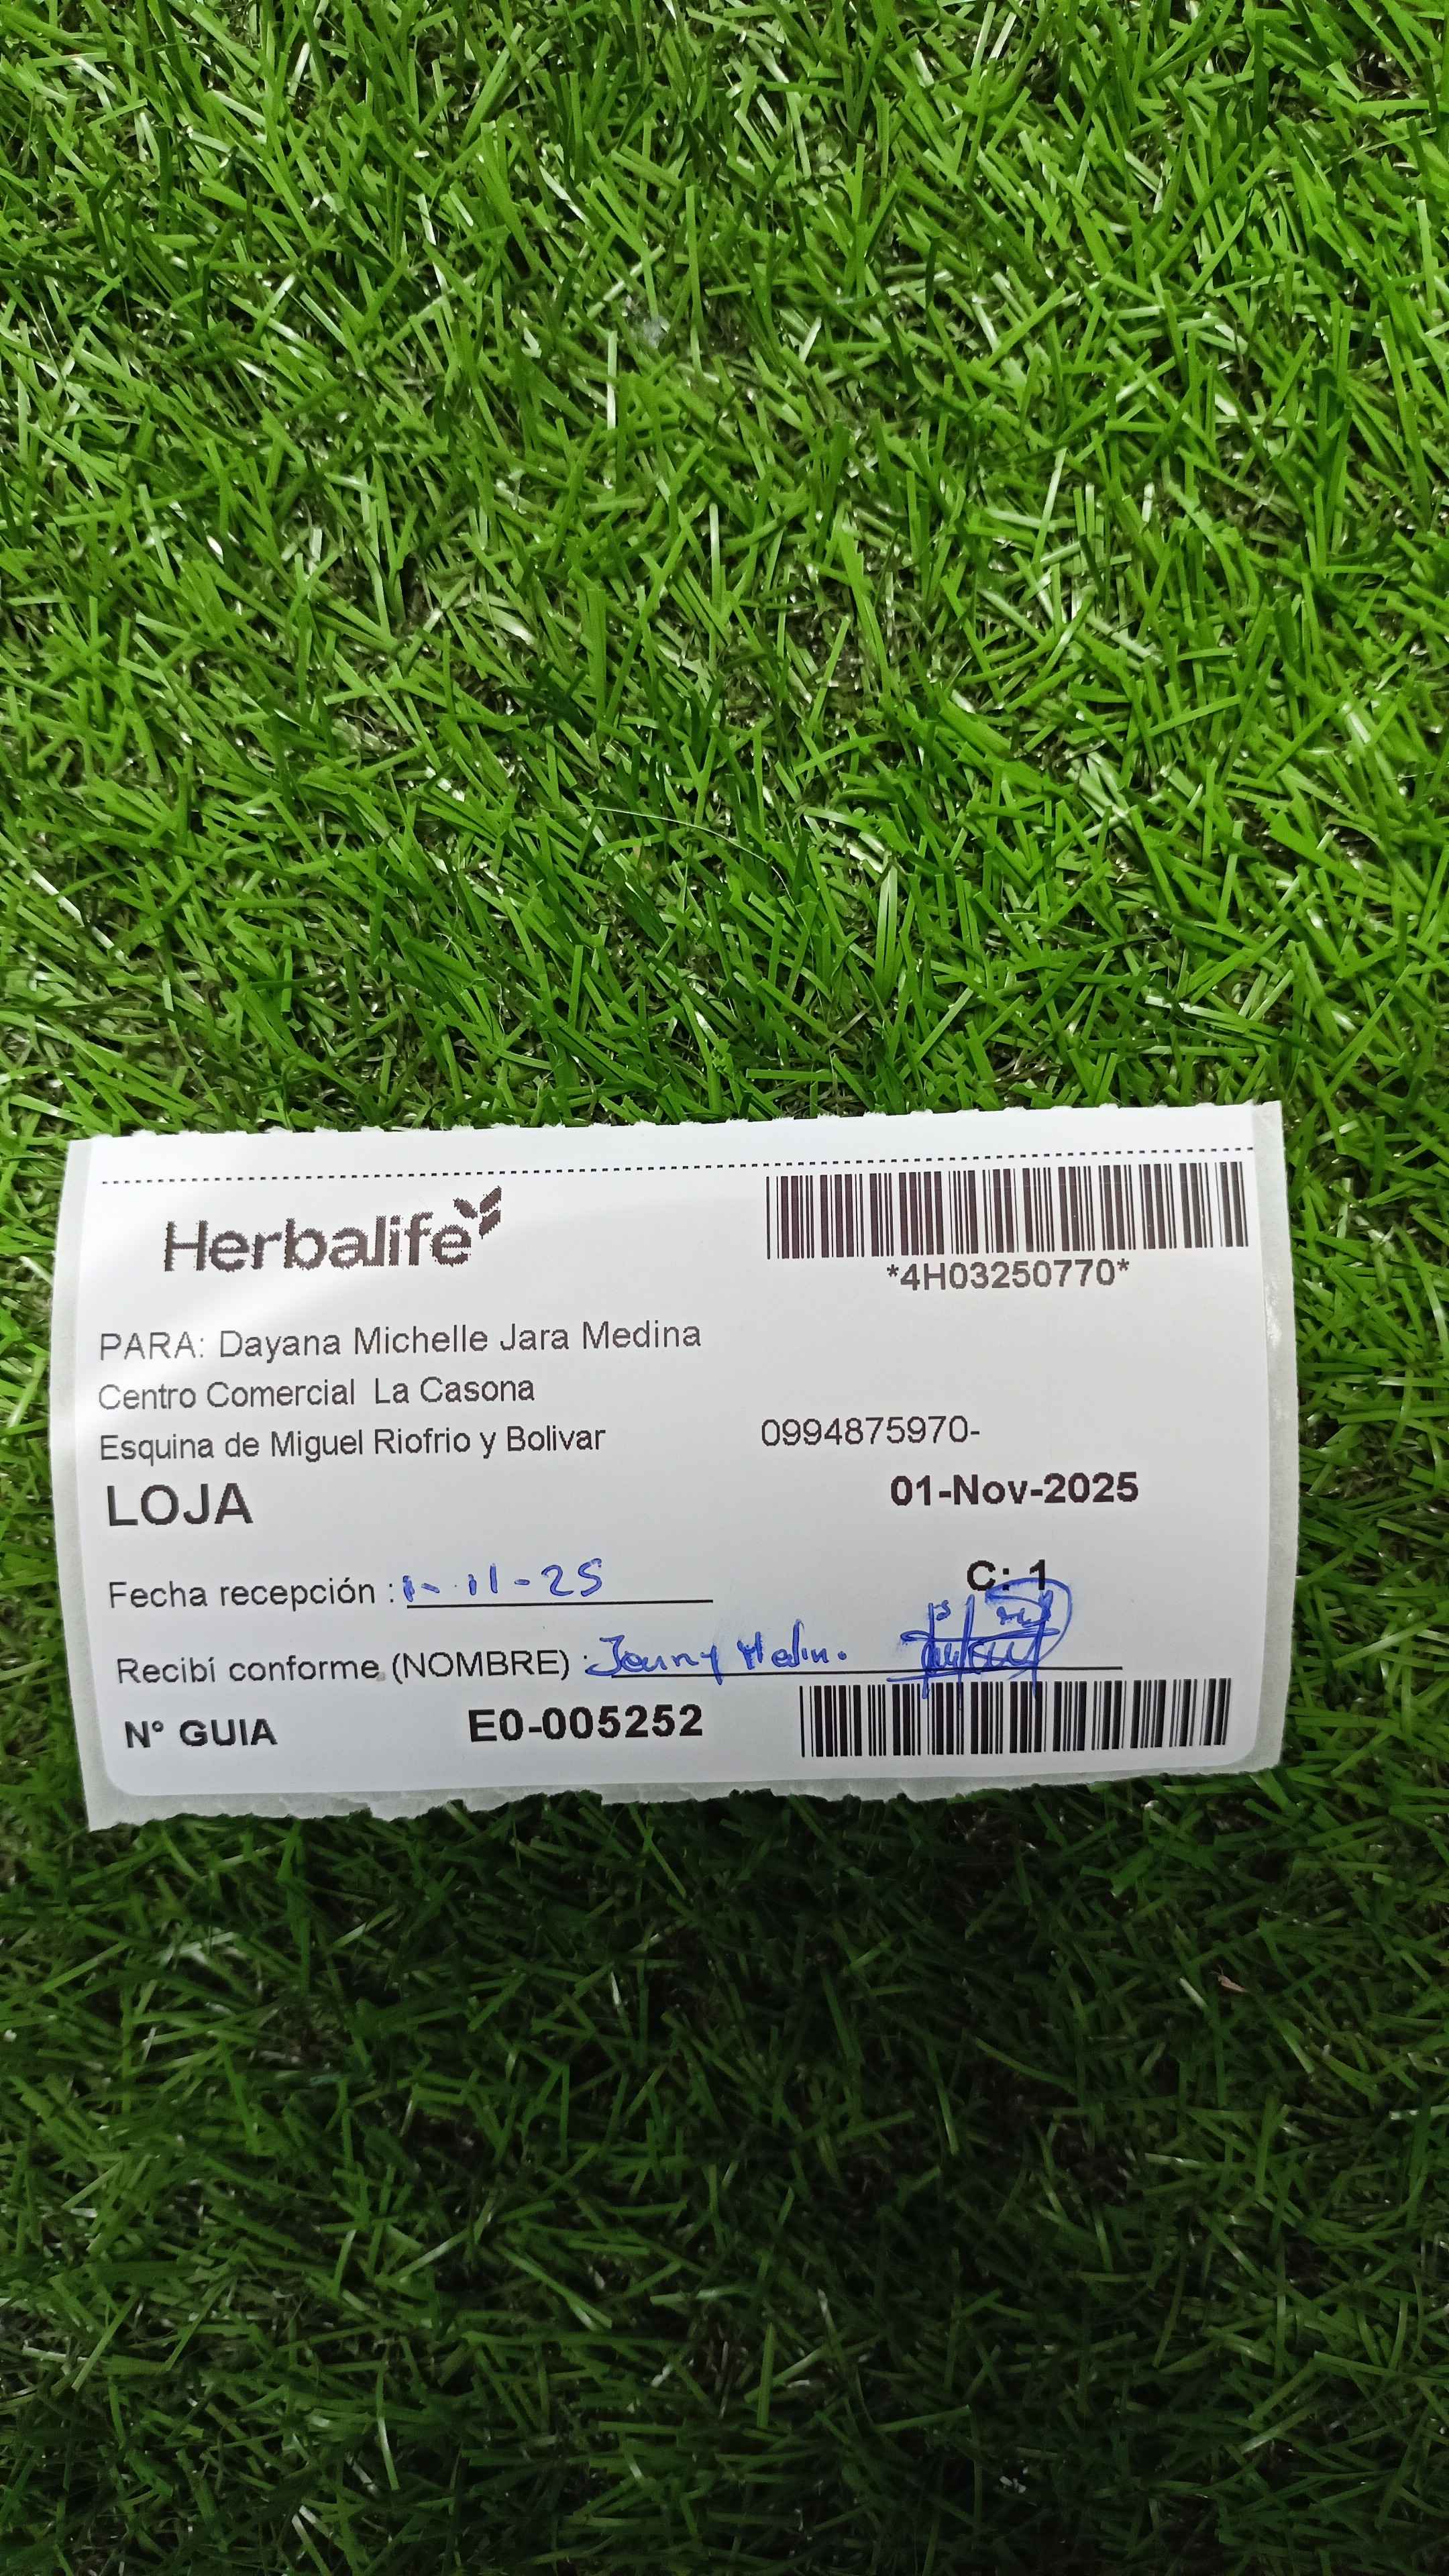 Herbalife
*4H03250770*
PARA: Dayana Michelle Jara Medina
Centro Comercial La Casona
Esquina de Miguel Riofrio y Bolivar 0994875970-
LOJA 01-Nov-2025
Fecha recepción : 1-11-25 C: 1
Recibí conforme (NOMBRE) : Jenny
N° GUIA E0-005252